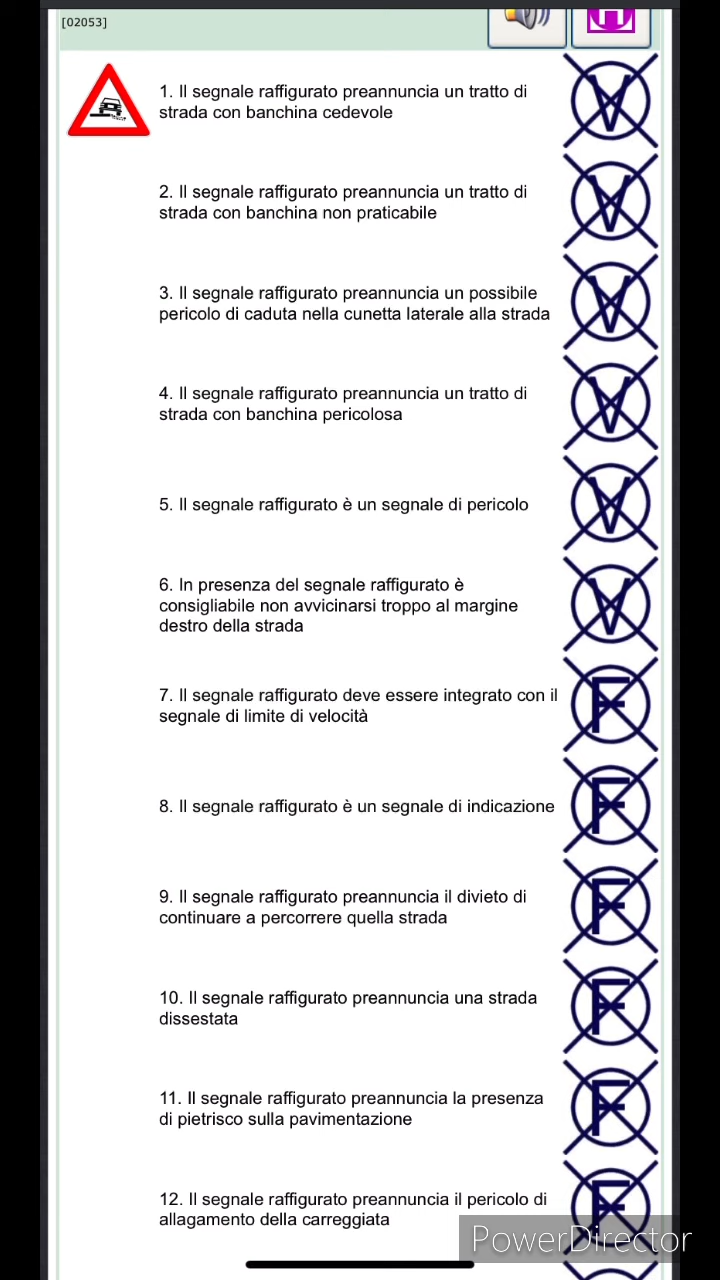 [02053]
1. Il segnale raffigurato preannuncia un tratto di
strada con banchina cedevole
V
2. Il segnale raffigurato preannuncia un tratto di
strada con banchina non praticabile
V
3. Il segnale raffigurato preannuncia un possibile
pericolo di caduta nella cunetta laterale alla strada
V
4. Il segnale raffigurato preannuncia un tratto di
strada con banchina pericolosa
V
5. Il segnale raffigurato è un segnale di pericolo
V
6. In presenza del segnale raffigurato è
consigliabile non avvicinarsi troppo al margine
destro della strada
V
7. Il segnale raffigurato deve essere integrato con il
segnale di limite di velocità
F
8. Il segnale raffigurato è un segnale di indicazione
F
9. Il segnale raffigurato preannuncia il divieto di
continuare a percorrere quella strada
F
10. Il segnale raffigurato preannuncia una strada
dissestata
F
11. Il segnale raffigurato preannuncia la presenza
di pietrisco sulla pavimentazione
F
12. Il segnale raffigurato preannuncia il pericolo di
allagamento della carreggiata
F
PowerDirector